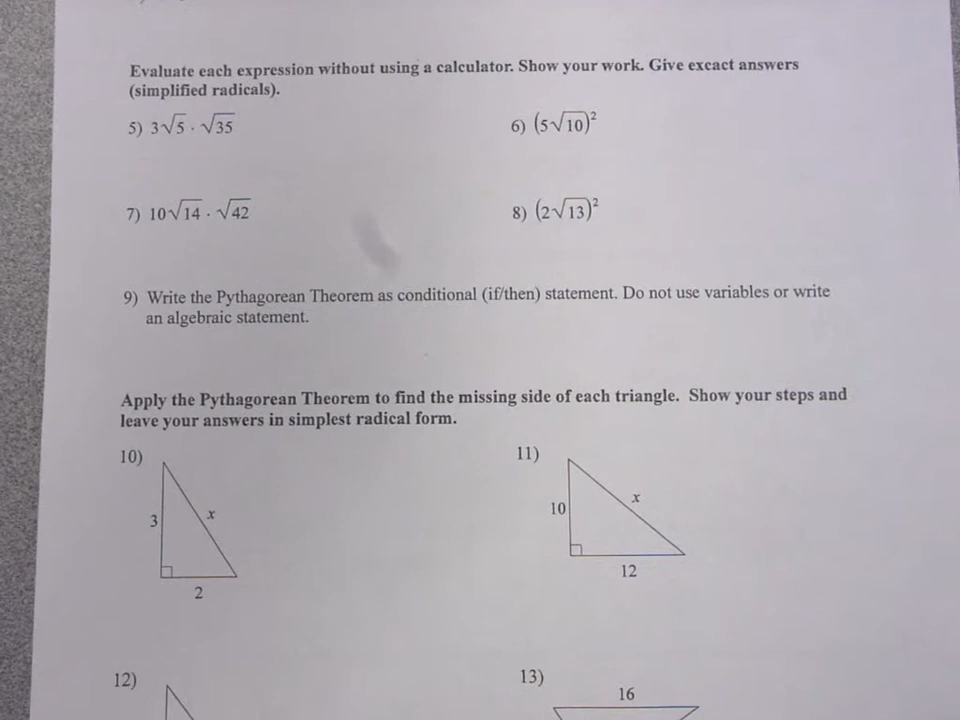 Evaluate each expression without using a calculator. Show your work. Give excact answers
(simplified radicals).
5) 3√5 · √35
6) (5√10)²
7) 10√14 · √42
8) (2√13)²
9) Write the Pythagorean Theorem as conditional (if/then) statement. Do not use variables or write
an algebraic statement.
Apply the Pythagorean Theorem to find the missing side of each triangle. Show your steps and
leave your answers in simplest radical form.
10)
3
x
2
11)
10
x
12
12)
13)
16